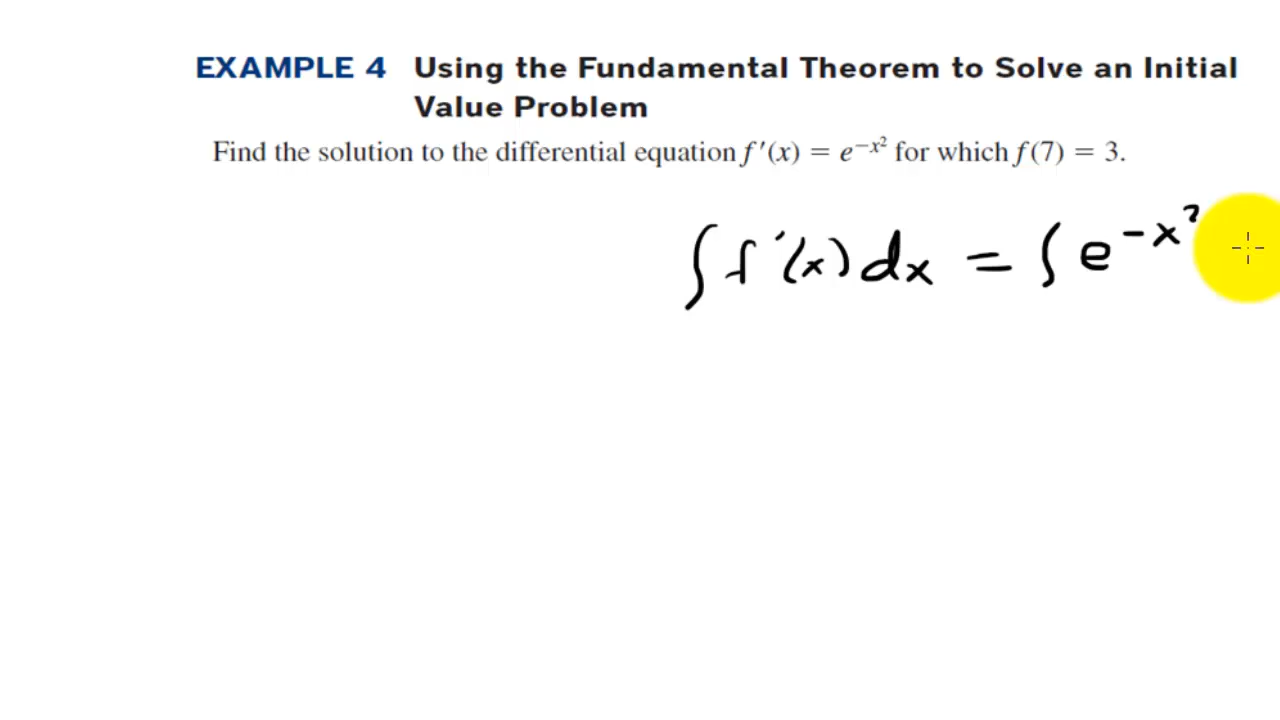 EXAMPLE 4 Using the Fundamental Theorem to Solve an Initial
Value Problem
Find the solution to the differential equation f′(x) = e^{−x²} for which f(7) = 3.
∫ f′(x) dx = ∫ e^{−x²}